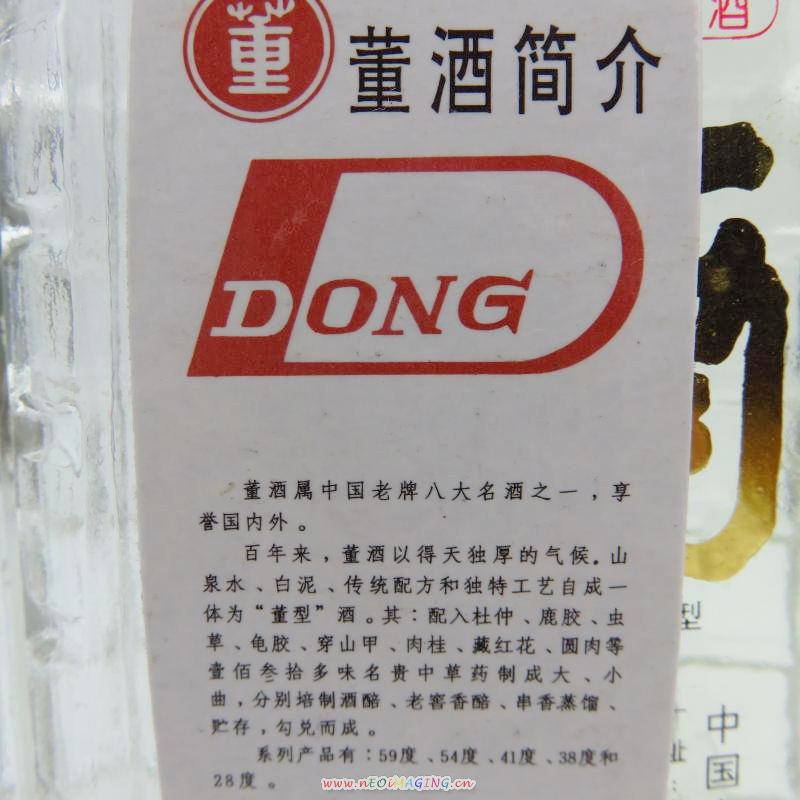 董
酒
董酒简介
DONG
董酒属中国老牌八大名酒之一，享
誉国内外。
百年来，董酒以得天独厚的气候．山
泉水、白泥、传统配方和独特工艺自成一
体为“董型”酒。其：配入杜仲、鹿胶、虫
草、龟胶、穿山甲、肉桂、藏红花、圆肉等
壹佰叁拾多味名贵中草药制成大、小
曲，分别培制酒醅、老窖香醅、串香蒸馏、
贮存，勾兑而成。
系列产品有：59度、54度、41度、38度和
28度。
型
中国
www.nEOiMAGING.cn